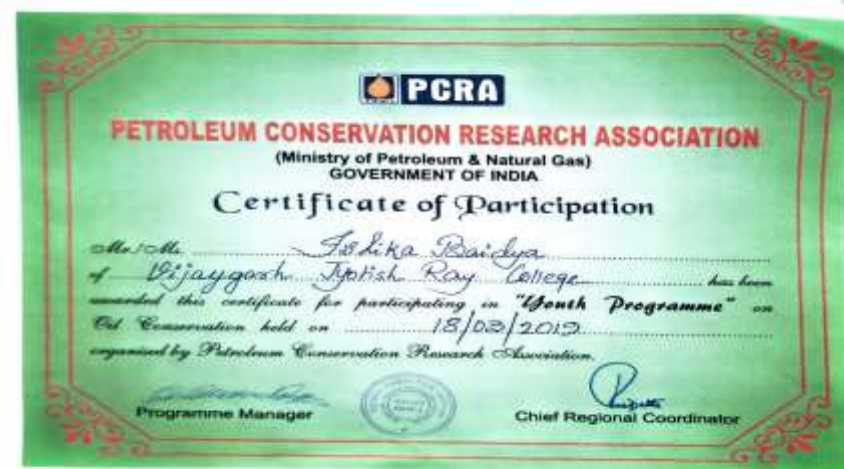 PCRA
PETROLEUM CONSERVATION RESEARCH ASSOCIATION
(Ministry of Petroleum & Natural Gas)
GOVERNMENT OF INDIA
Certificate of Participation
Mr./Ms. Ishika Baidya
of Vijaygarh Jyotish Ray College has been
awarded this certificate for participating in "Youth Programme" on
Oil Conservation held on 18/03/2019
organised by Petroleum Conservation Research Association.
Programme Manager
Chief Regional Coordinator